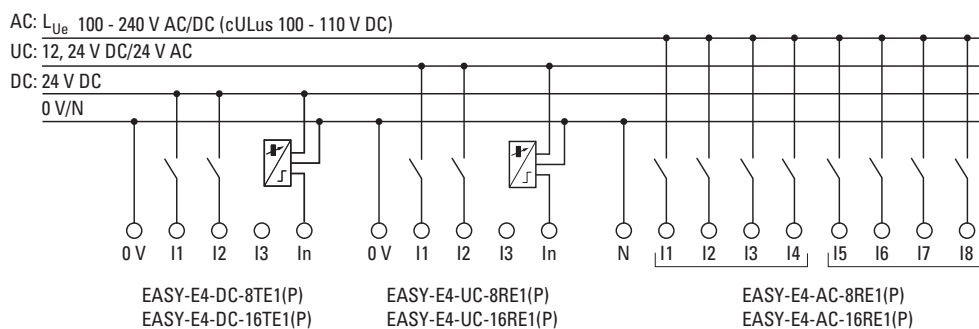 AC: LUe 100 - 240 V AC/DC (cULus 100 - 110 V DC)
UC: 12, 24 V DC/24 V AC
DC: 24 V DC
0 V/N
0 V I1 I2 I3 In 0 V I1 I2 I3 In N I1 I2 I3 I4 I5 I6 I7 I8
EASY-E4-DC-8TE1(P) EASY-E4-UC-8RE1(P) EASY-E4-AC-8RE1(P)
EASY-E4-DC-16TE1(P) EASY-E4-UC-16RE1(P) EASY-E4-AC-16RE1(P)